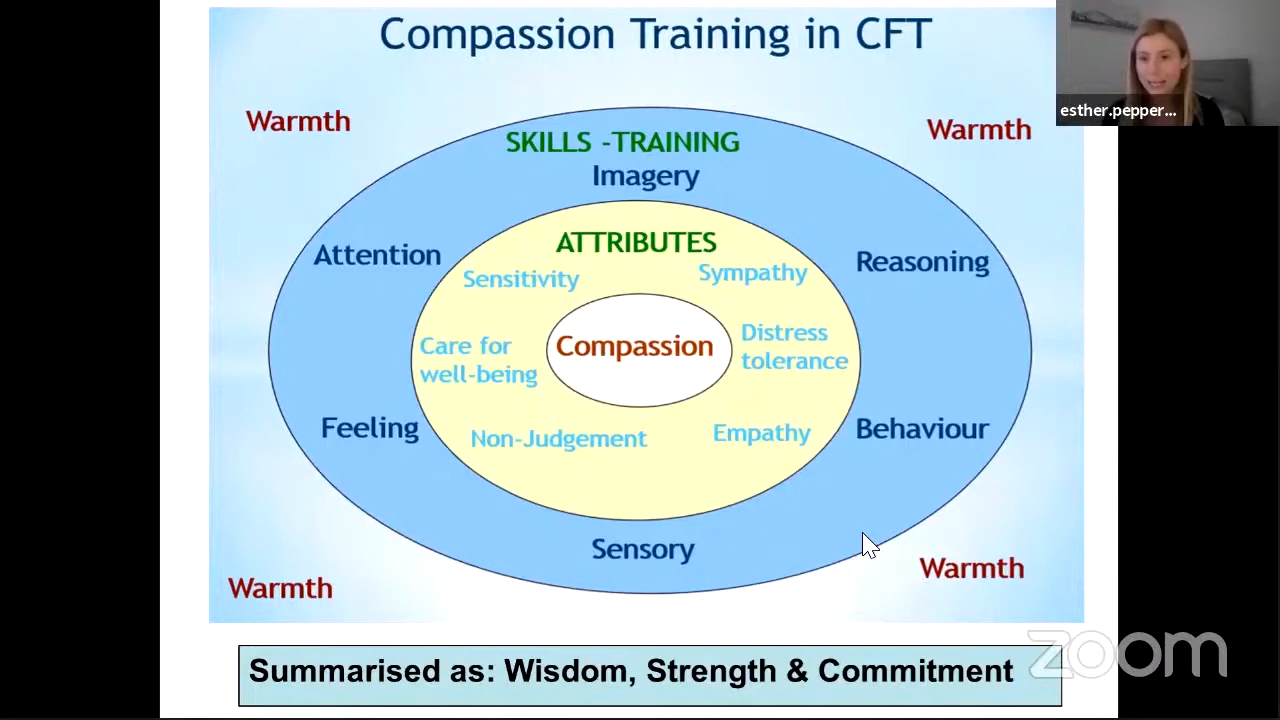 Compassion Training in CFT
esther.pepper...
Warmth
Warmth
SKILLS -TRAINING
Imagery
Attention
Reasoning
ATTRIBUTES
Sensitivity
Sympathy
Care for
well-being
Compassion
Distress
tolerance
Feeling
Behaviour
Non-Judgement
Empathy
Sensory
Warmth
Warmth
Summarised as: Wisdom, Strength & Commitment
zoom